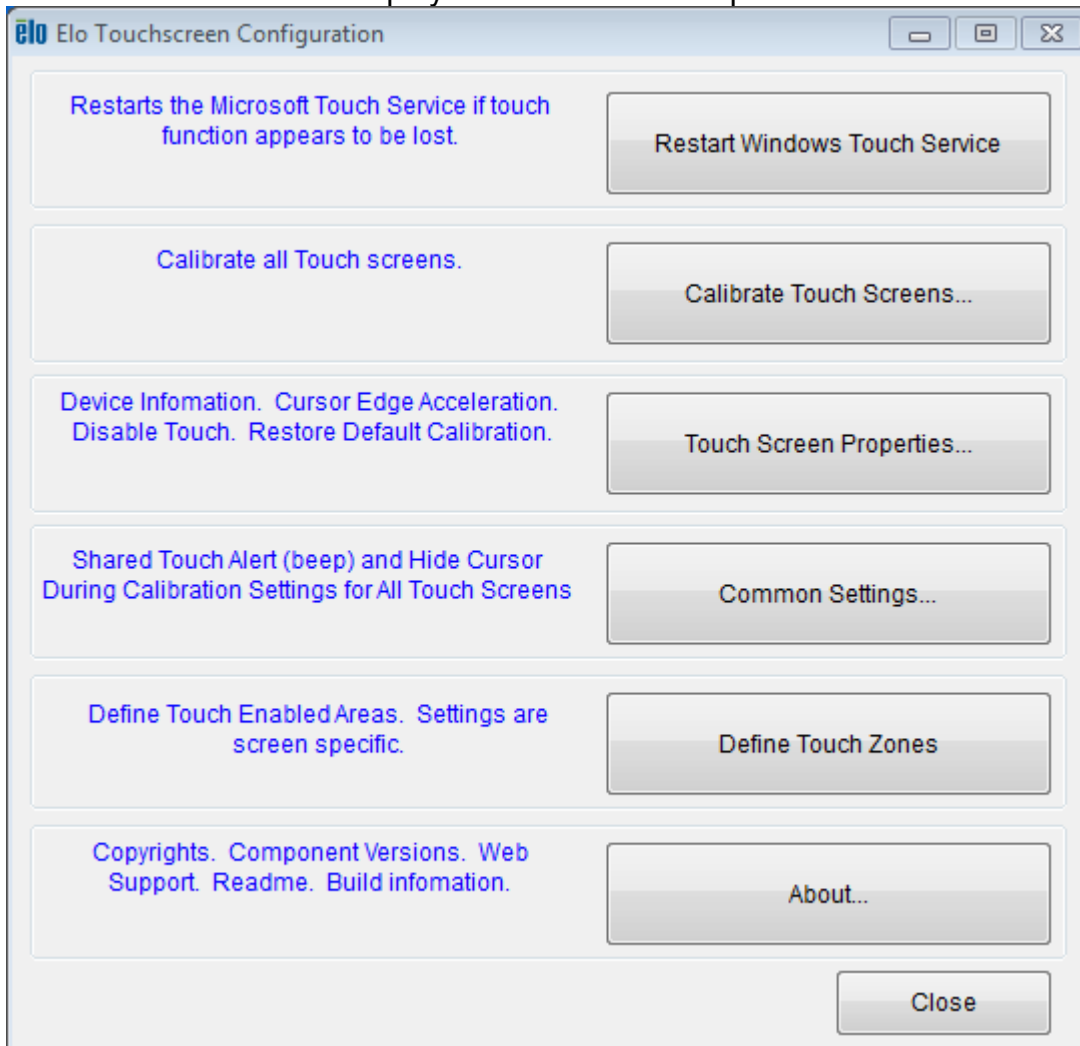 elo Elo Touchscreen Configuration
Restarts the Microsoft Touch Service if touch
function appears to be lost.
Restart Windows Touch Service
Calibrate all Touch screens.
Calibrate Touch Screens...
Device Infomation.  Cursor Edge Acceleration.
Disable Touch.  Restore Default Calibration.
Touch Screen Properties...
Shared Touch Alert (beep) and Hide Cursor
During Calibration Settings for All Touch Screens
Common Settings...
Define Touch Enabled Areas.  Settings are
screen specific.
Define Touch Zones
Copyrights.  Component Versions.  Web
Support.  Readme.  Build infomation.
About...
Close